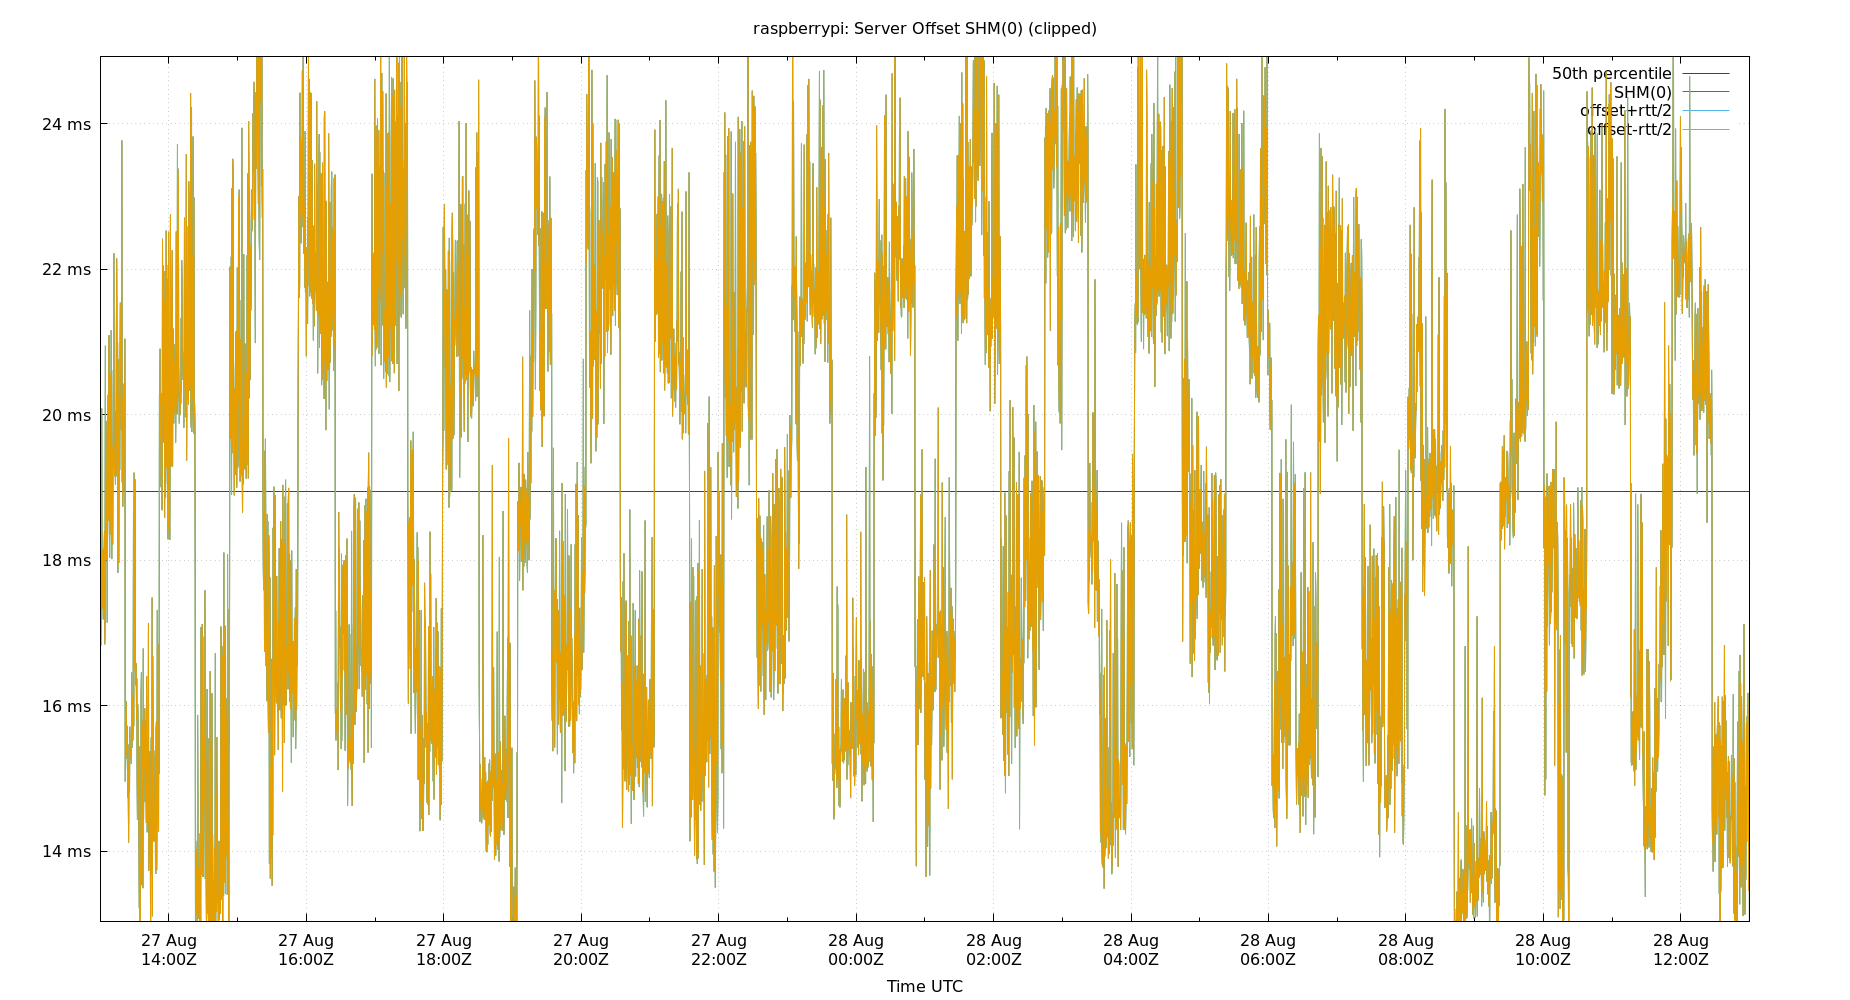 raspberrypi: Server Offset SHM(0) (clipped)
50th percentile
SHM(0)
offset+rtt/2
offset-rtt/2
24 ms
22 ms
20 ms
18 ms
16 ms
14 ms
27 Aug 27 Aug 27 Aug 27 Aug 27 Aug 28 Aug 28 Aug 28 Aug 28 Aug 28 Aug 28 Aug 28 Aug
14:00Z 16:00Z 18:00Z 20:00Z 22:00Z 00:00Z 02:00Z 04:00Z 06:00Z 08:00Z 10:00Z 12:00Z
Time UTC